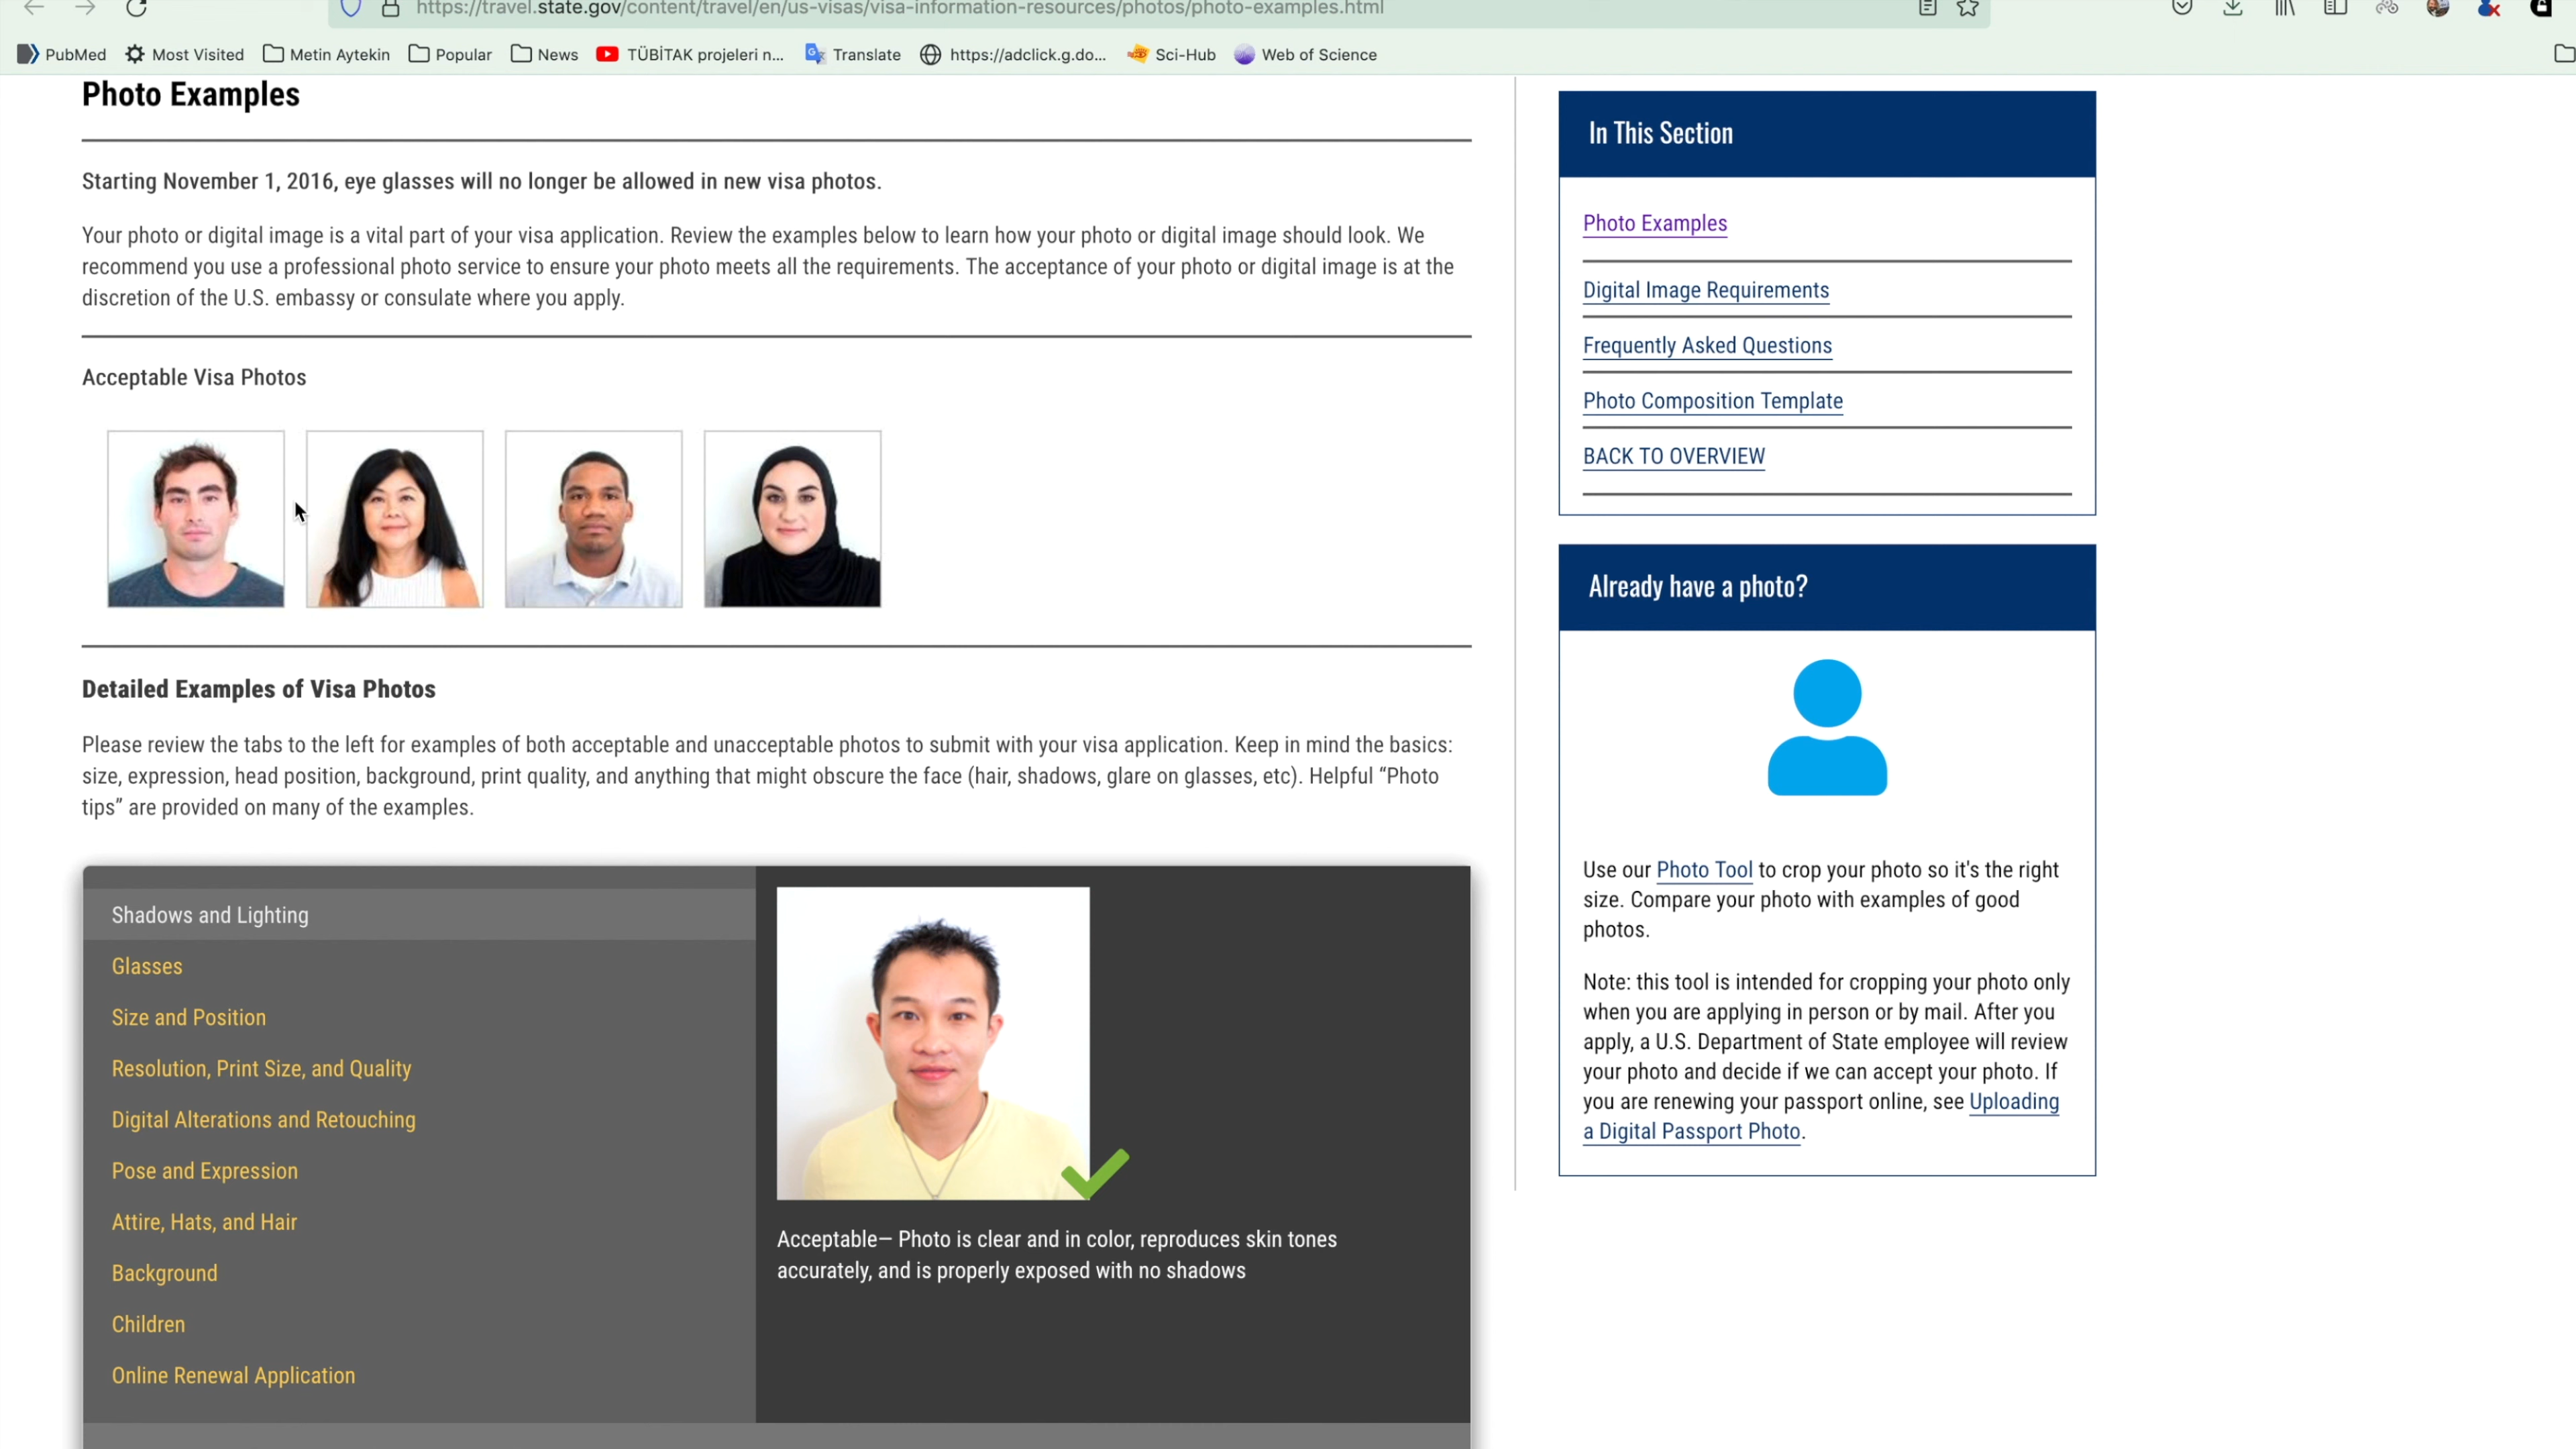 https://travel.state.gov/content/travel/en/us-visas/visa-information-resources/photos/photo-examples.html
PubMed Most Visited Metin Aytekin Popular News TÜBİTAK projeleri n... Translate https://adclick.g.do... Sci-Hub Web of Science
Photo Examples
Starting November 1, 2016, eye glasses will no longer be allowed in new visa photos.
Your photo or digital image is a vital part of your visa application. Review the examples below to learn how your photo or digital image should look. We
recommend you use a professional photo service to ensure your photo meets all the requirements. The acceptance of your photo or digital image is at the
discretion of the U.S. embassy or consulate where you apply.
Acceptable Visa Photos
Detailed Examples of Visa Photos
Please review the tabs to the left for examples of both acceptable and unacceptable photos to submit with your visa application. Keep in mind the basics:
size, expression, head position, background, print quality, and anything that might obscure the face (hair, shadows, glare on glasses, etc). Helpful “Photo
tips” are provided on many of the examples.
Shadows and Lighting
Glasses
Size and Position
Resolution, Print Size, and Quality
Digital Alterations and Retouching
Pose and Expression
Attire, Hats, and Hair
Background
Children
Online Renewal Application
Acceptable— Photo is clear and in color, reproduces skin tones
accurately, and is properly exposed with no shadows
In This Section
Photo Examples
Digital Image Requirements
Frequently Asked Questions
Photo Composition Template
BACK TO OVERVIEW
Already have a photo?
Use our Photo Tool to crop your photo so it's the right
size. Compare your photo with examples of good
photos.
Note: this tool is intended for cropping your photo only
when you are applying in person or by mail. After you
apply, a U.S. Department of State employee will review
your photo and decide if we can accept your photo. If
you are renewing your passport online, see Uploading
a Digital Passport Photo.